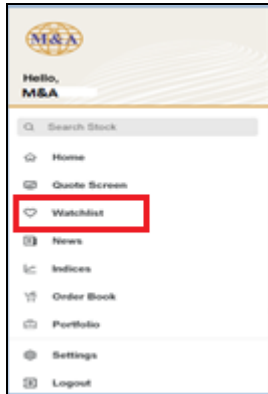 M&A
Hello,
M&A
Search Stock
Home
Quote Screen
Watchlist
News
Indices
Order Book
Portfolio
Settings
Logout